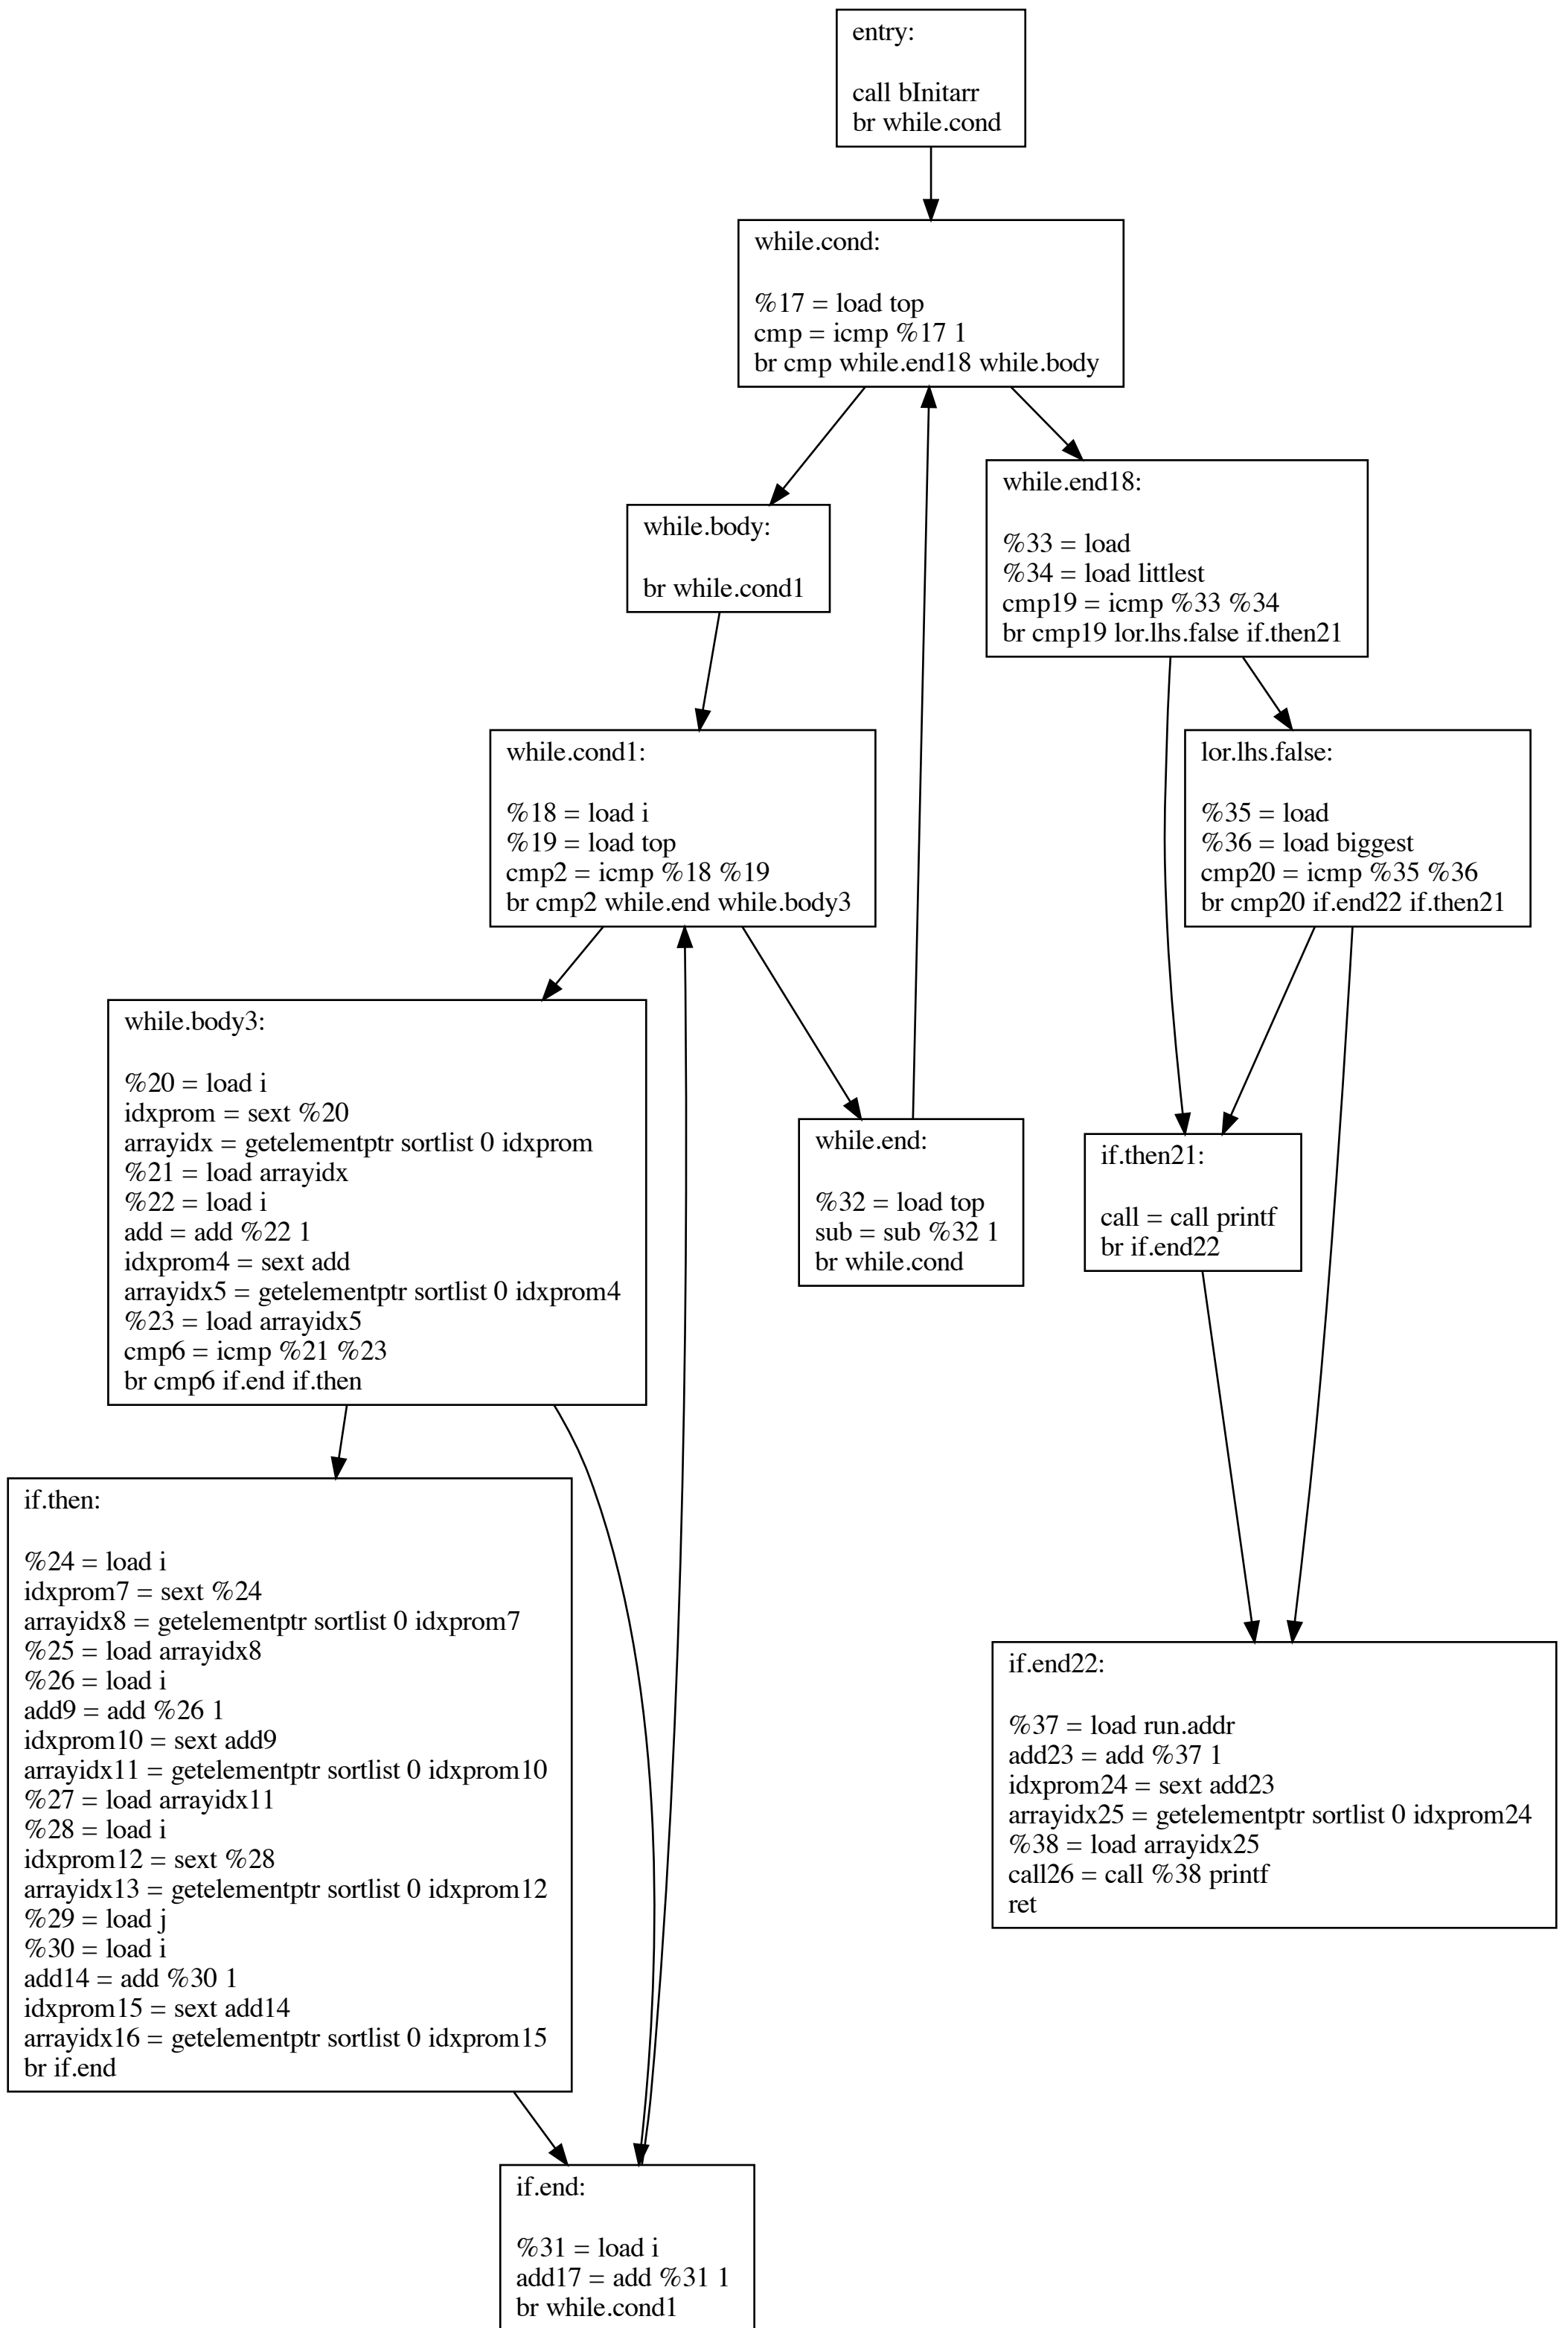 entry:
call bInitarr
br while.cond
while.cond:
%17 = load top
cmp = icmp %17 1
br cmp while.end18 while.body
while.body:
br while.cond1
while.end18:
%33 = load
%34 = load littlest
cmp19 = icmp %33 %34
br cmp19 lor.lhs.false if.then21
while.cond1:
%18 = load i
%19 = load top
cmp2 = icmp %18 %19
br cmp2 while.end while.body3
lor.lhs.false:
%35 = load
%36 = load biggest
cmp20 = icmp %35 %36
br cmp20 if.end22 if.then21
while.body3:
%20 = load i
idxprom = sext %20
arrayidx = getelementptr sortlist 0 idxprom
%21 = load arrayidx
%22 = load i
add = add %22 1
idxprom4 = sext add
arrayidx5 = getelementptr sortlist 0 idxprom4
%23 = load arrayidx5
cmp6 = icmp %21 %23
br cmp6 if.end if.then
while.end:
%32 = load top
sub = sub %32 1
br while.cond
if.then21:
call = call printf
br if.end22
if.then:
%24 = load i
idxprom7 = sext %24
arrayidx8 = getelementptr sortlist 0 idxprom7
%25 = load arrayidx8
%26 = load i
add9 = add %26 1
idxprom10 = sext add9
arrayidx11 = getelementptr sortlist 0 idxprom10
%27 = load arrayidx11
%28 = load i
idxprom12 = sext %28
arrayidx13 = getelementptr sortlist 0 idxprom12
%29 = load j
%30 = load i
add14 = add %30 1
idxprom15 = sext add14
arrayidx16 = getelementptr sortlist 0 idxprom15
br if.end
if.end22:
%37 = load run.addr
add23 = add %37 1
idxprom24 = sext add23
arrayidx25 = getelementptr sortlist 0 idxprom24
%38 = load arrayidx25
call26 = call %38 printf
ret
if.end:
%31 = load i
add17 = add %31 1
br while.cond1